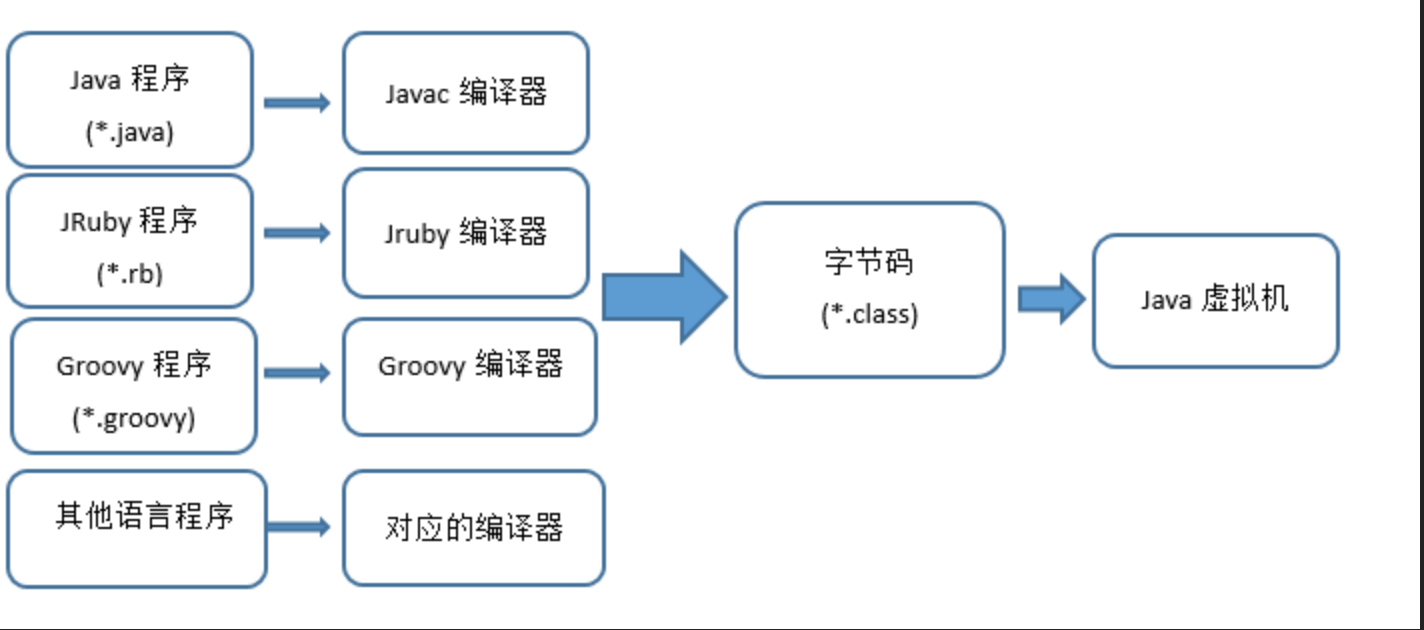 Java 程序
(*.java)
Javac 编译器
JRuby 程序
(*.rb)
Jruby 编译器
Groovy 程序
(*.groovy)
Groovy 编译器
其他语言程序
对应的编译器
字节码
(*.class)
Java 虚拟机